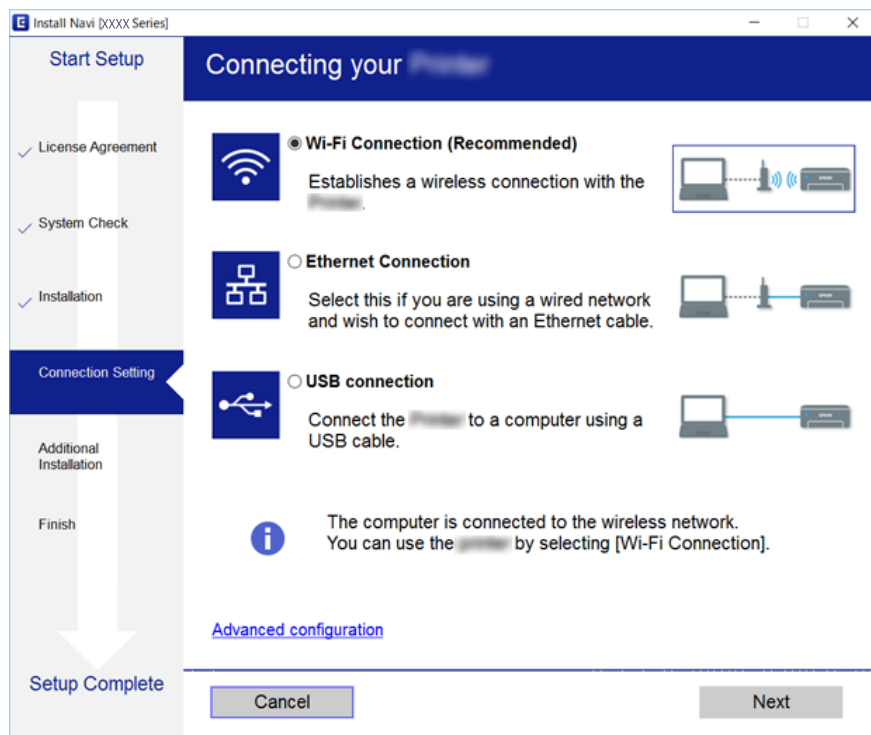 E Install Navi [XXXX Series]
Start Setup
License Agreement
System Check
Installation
Connection Setting
Additional
Installation
Finish
Setup Complete
Connecting your
Wi-Fi Connection (Recommended)
Establishes a wireless connection with the
.
Ethernet Connection
Select this if you are using a wired network
and wish to connect with an Ethernet cable.
USB connection
Connect the to a computer using a
USB cable.
EPSON
EPSON
EPSON
The computer is connected to the wireless network.
You can use the by selecting [Wi-Fi Connection].
Advanced configuration
Cancel
Next